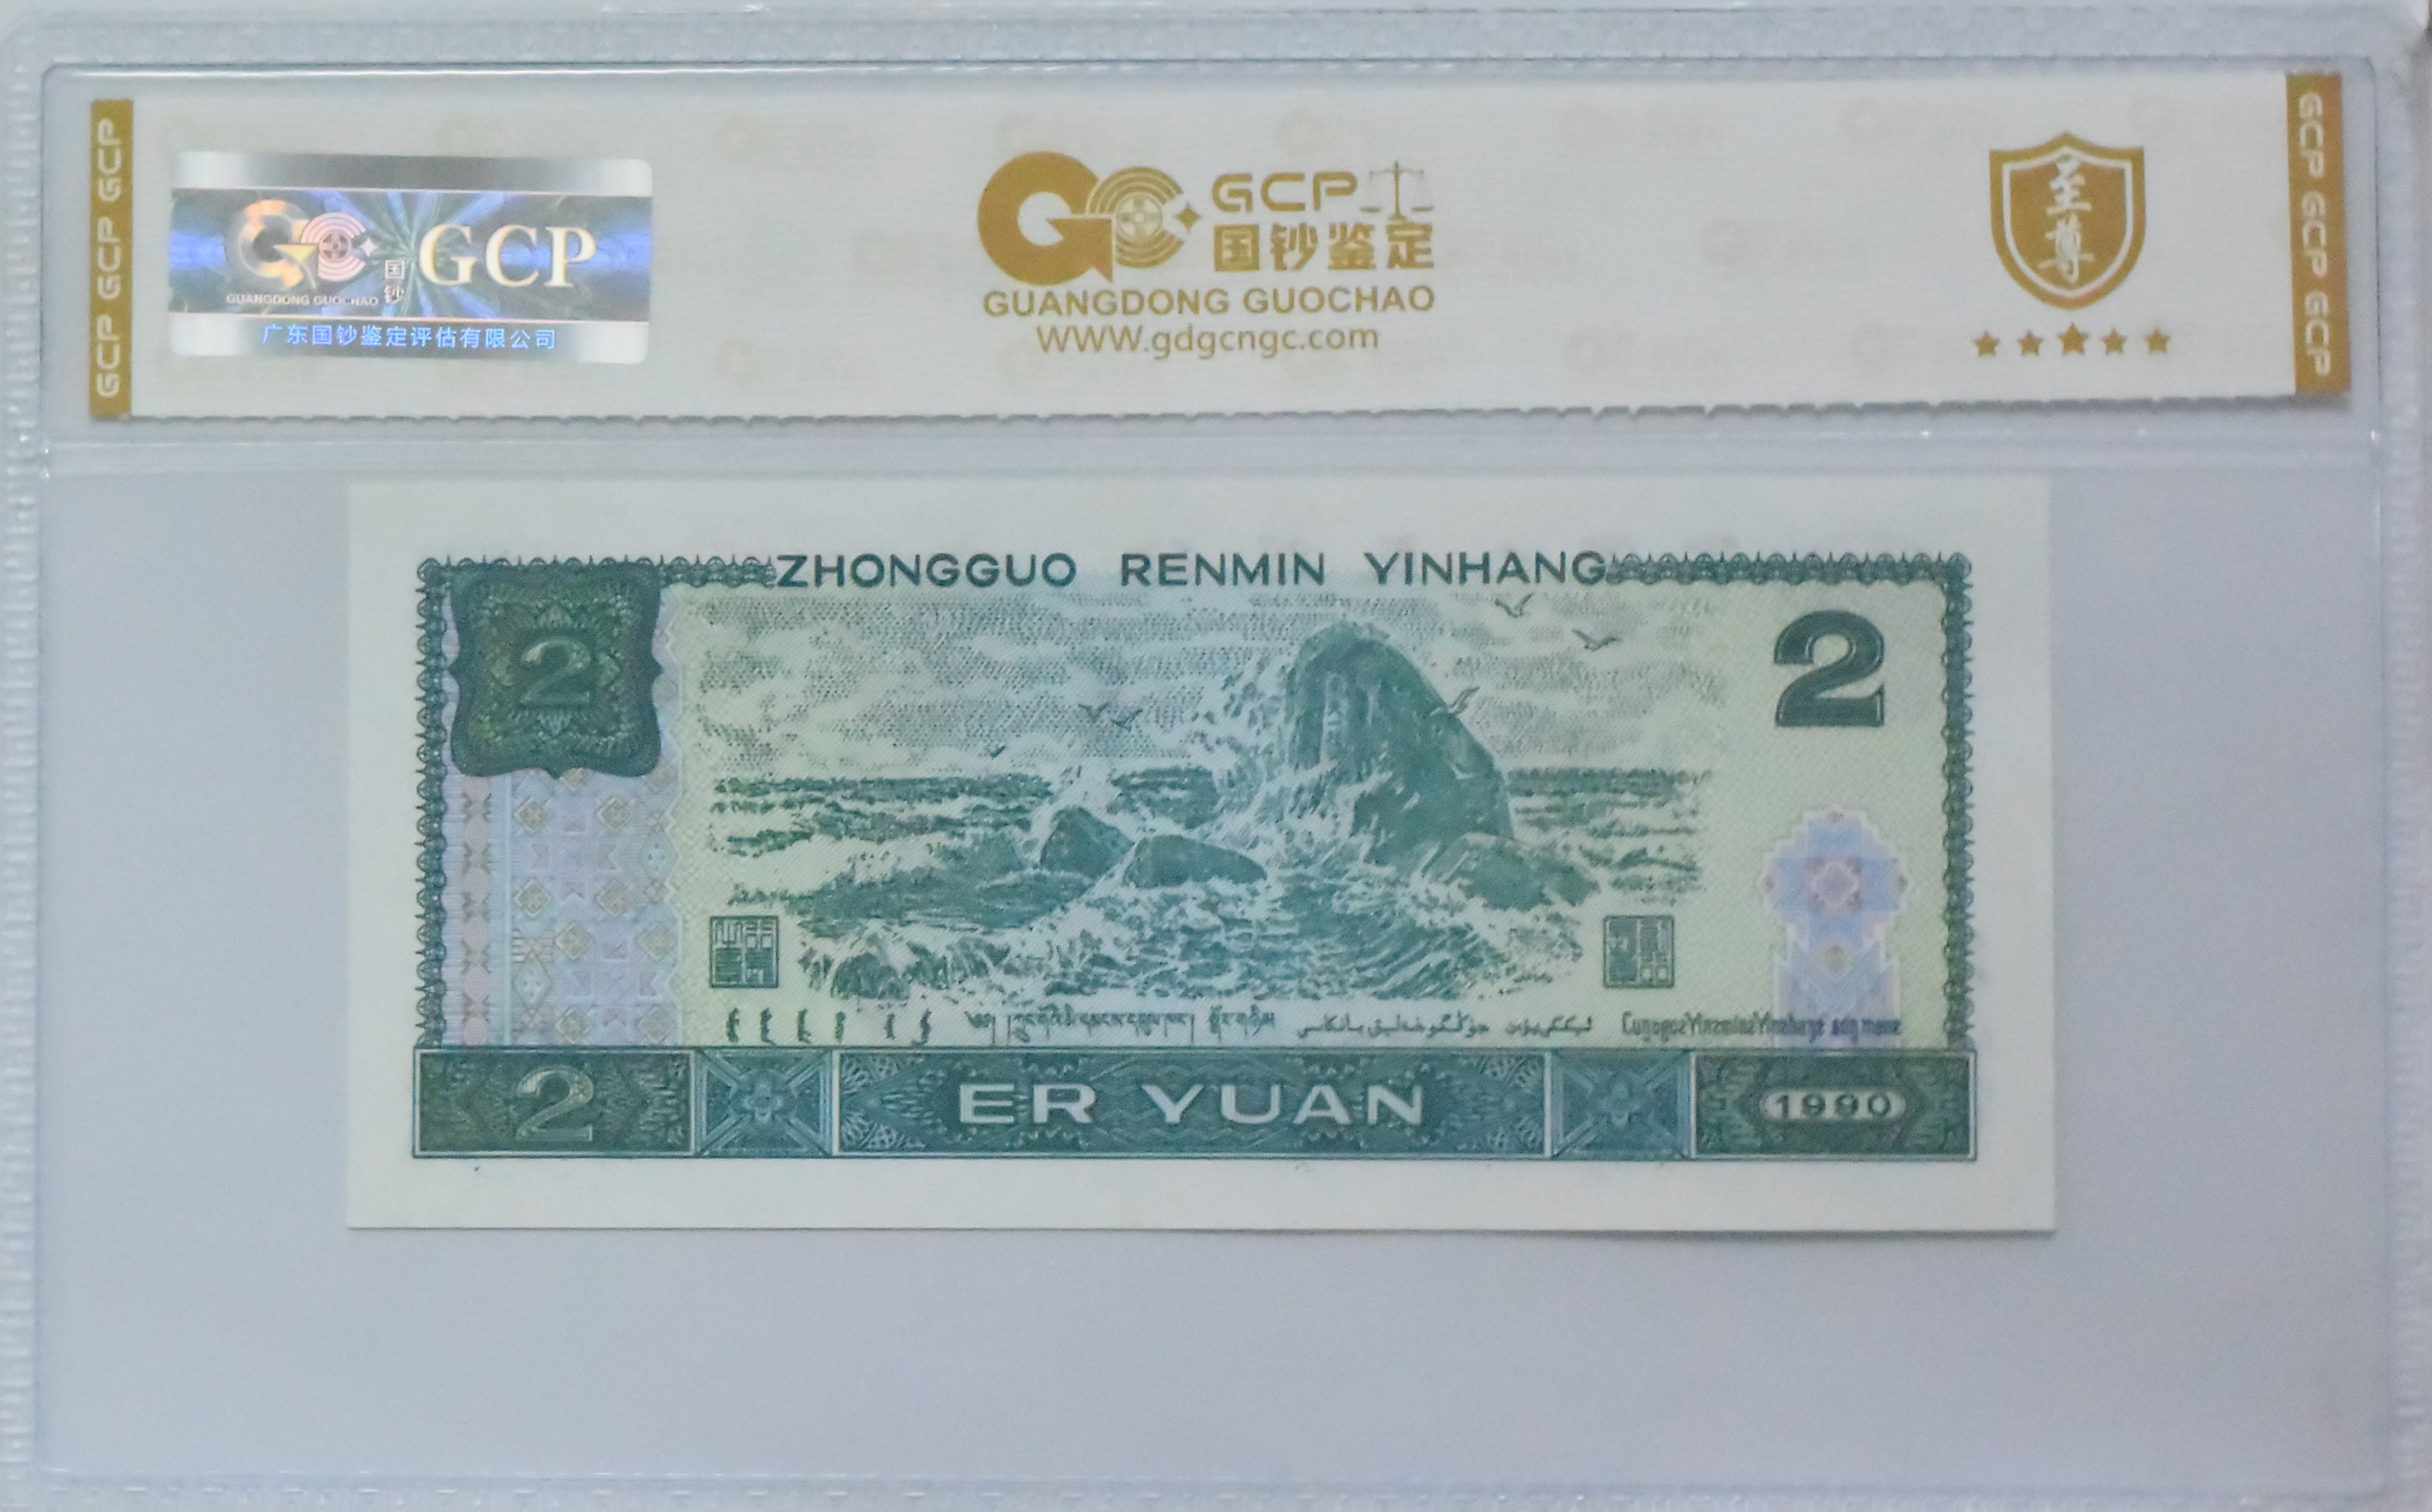 GCP GCP GCP
国
钞
GCP
GUANGDONG GUOCHAO
广东国钞鉴定评估有限公司
GCP
国钞鉴定
GUANGDONG GUOCHAO
WWW.gdgcngc.com
至
尊
GCP GCP GCP
ZHONGGUO RENMIN YINHANG
2
2
2
ER YUAN
1990